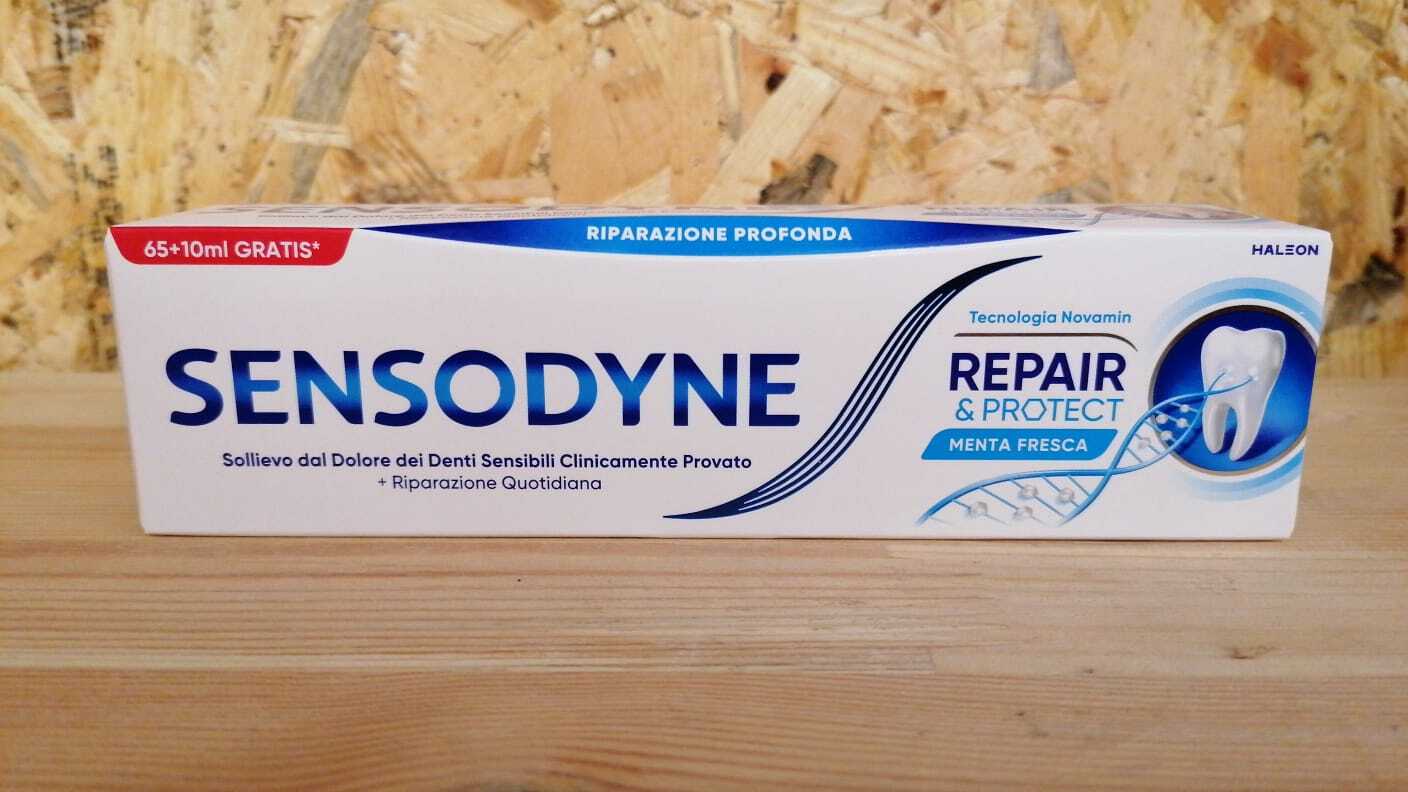 65+10ml GRATIS*
RIPARAZIONE PROFONDA
HALEON
SENSODYNE
Sollievo dal Dolore dei Denti Sensibili Clinicamente Provato
+ Riparazione Quotidiana
Tecnologia Novamin
REPAIR
& PROTECT
MENTA FRESCA